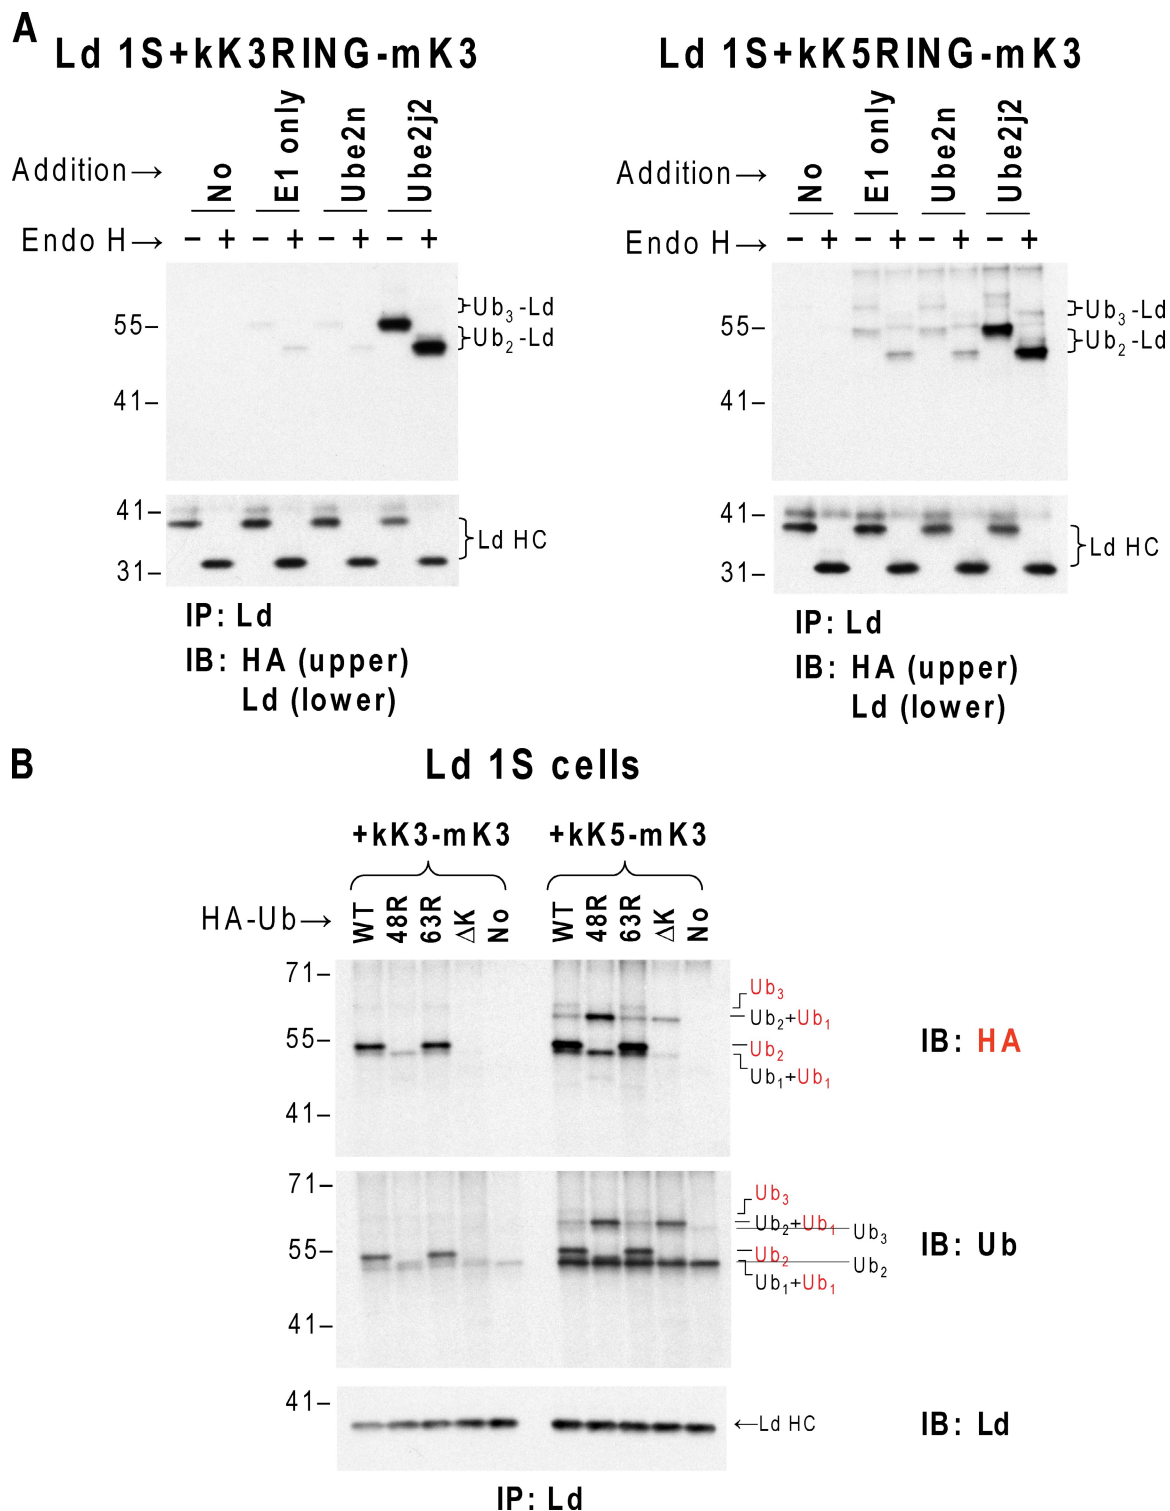 A
Ld 1S+kK3RING-mK3
Addition→
No
E1 only
Ube2n
Ube2j2
Endo H→
– + – + – + – +
55–
41–
Ub3-Ld
Ub2-Ld
41–
31–
Ld HC
IP: Ld
IB: HA (upper)
Ld (lower)
Ld 1S+kK5RING-mK3
Addition→
No
E1 only
Ube2n
Ube2j2
Endo H→
– + – + – + – +
55–
41–
Ub3-Ld
Ub2-Ld
41–
31–
Ld HC
IP: Ld
IB: HA (upper)
Ld (lower)
B
Ld 1S cells
+kK3-mK3
+kK5-mK3
HA-Ub→
WT
48R
63R
ΔK
No
WT
48R
63R
ΔK
No
71–
55–
41–
Ub3
Ub2+Ub1
Ub2
Ub1+Ub1
IB: HA
71–
55–
41–
Ub3
Ub2+Ub1
Ub3
Ub2
Ub2
Ub1+Ub1
IB: Ub
41–
←Ld HC
IB: Ld
IP: Ld